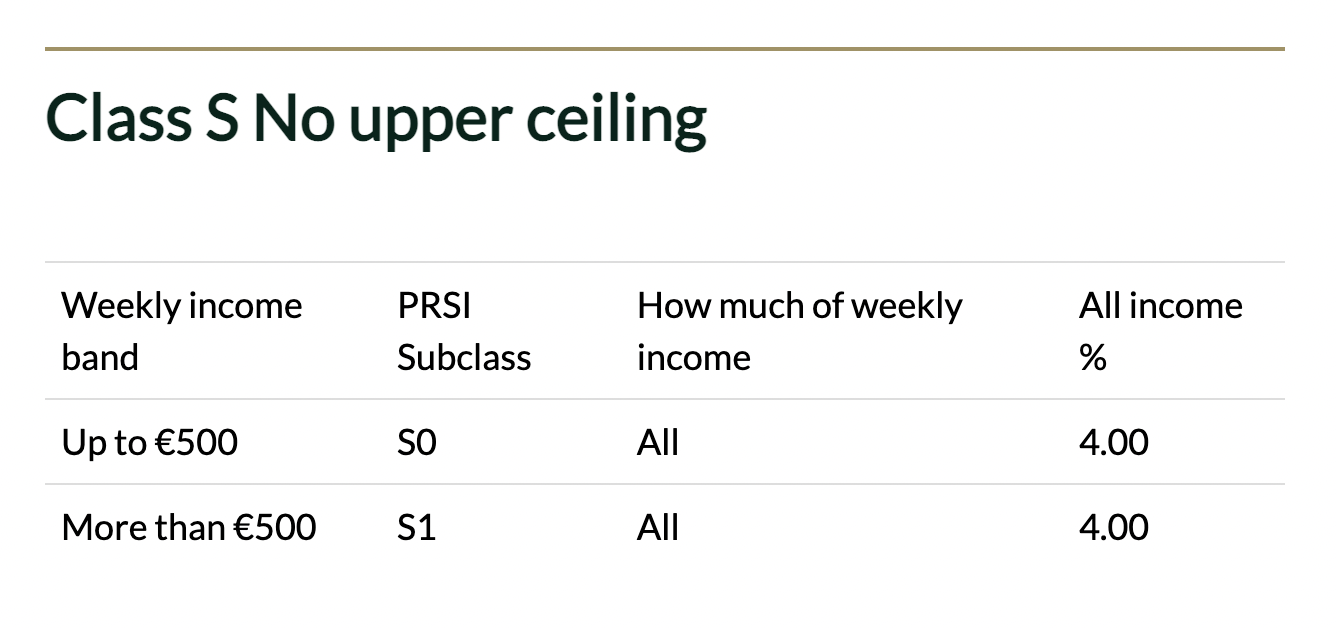 Class S No upper ceiling
Weekly income band PRSI Subclass How much of weekly income All income %
Up to €500 S0 All 4.00
More than €500 S1 All 4.00